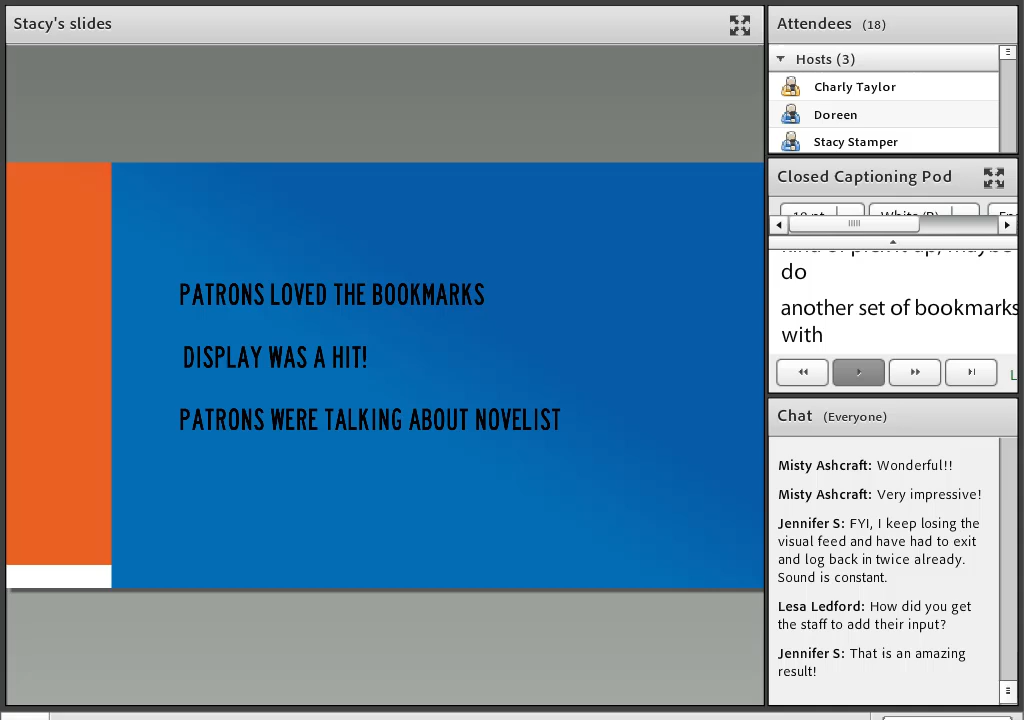 Stacy's slides
PATRONS LOVED THE BOOKMARKS
DISPLAY WAS A HIT!
PATRONS WERE TALKING ABOUT NOVELIST
Attendees (18)
Hosts (3)
Charly Taylor
Doreen
Stacy Stamper
Closed Captioning Pod
do
another set of bookmarks
with
Chat (Everyone)
Misty Ashcraft: Wonderful!!
Misty Ashcraft: Very impressive!
Jennifer S: FYI, I keep losing the
visual feed and have had to exit
and log back in twice already.
Sound is constant.
Lesa Ledford: How did you get
the staff to add their input?
Jennifer S: That is an amazing
result!